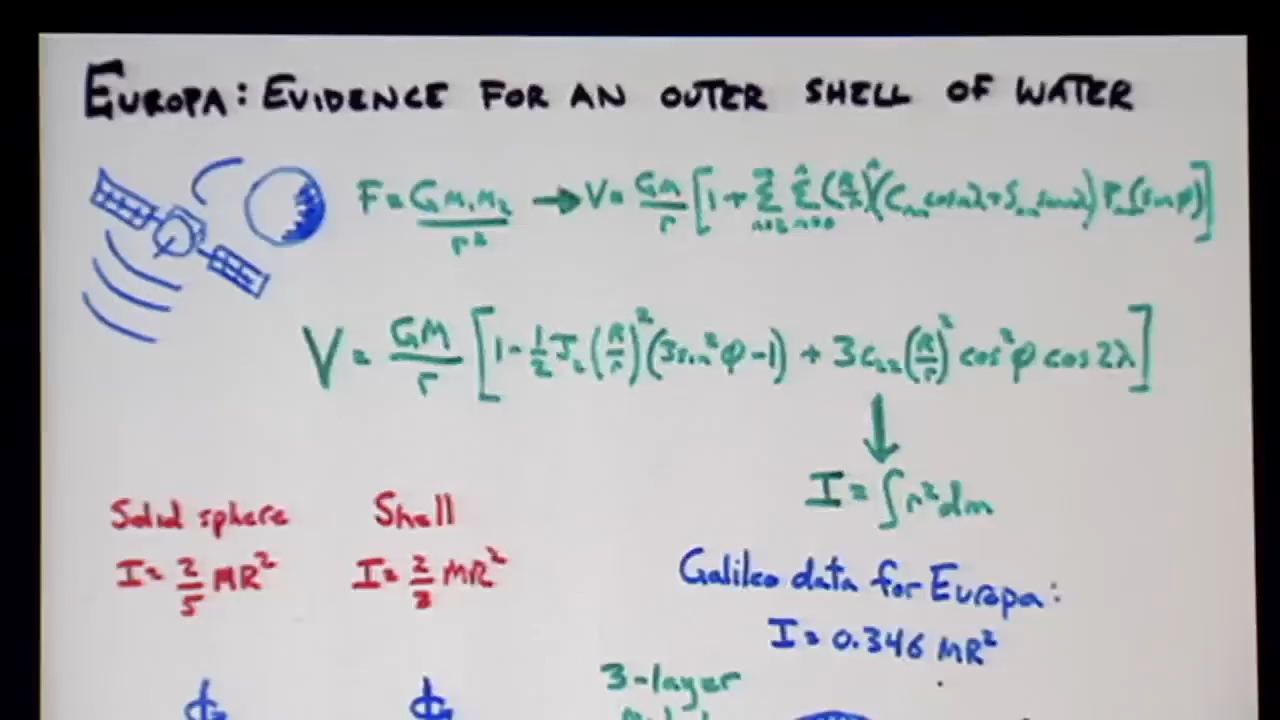 EUROPA: EVIDENCE FOR AN OUTER SHELL OF WATER
F = G M₁ M₂ / r² → V = GM/r [1 + Σ Σ (R/r)ⁿ (Cₙₘ cos mλ + Sₙₘ sin mλ) Pₙₘ (sin φ)]
V = GM/r [1 - 1/2 J₂ (R/r)² (3 sin² φ - 1) + 3 C₂₂ (R/r)² cos² φ cos 2λ]
↓
I = ∫ r² dm
Solid sphere
I = 2/5 MR²
Shell
I = 2/3 MR²
Galileo data for Europa:
I = 0.346 MR²
3-layer